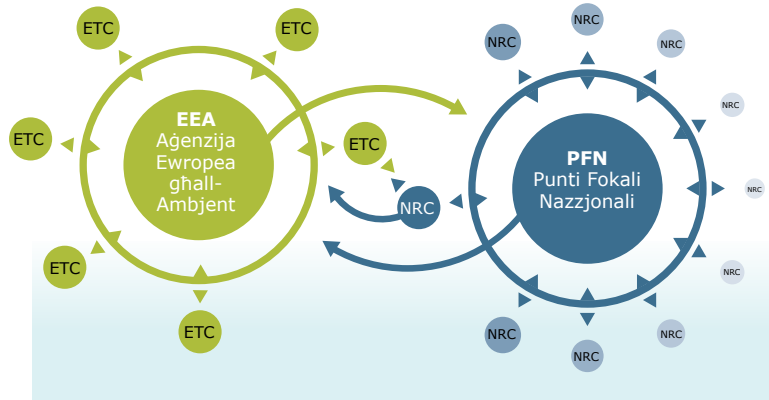 ETC
ETC
ETC
EEA
Aġenzija
Ewropea
għall-
Ambjent
ETC
ETC
ETC
NRC
NRC
NRC
NRC
NRC
PFN
Punti Fokali
Nazzjonali
NRC
NRC
NRC
NRC
NRC
NRC